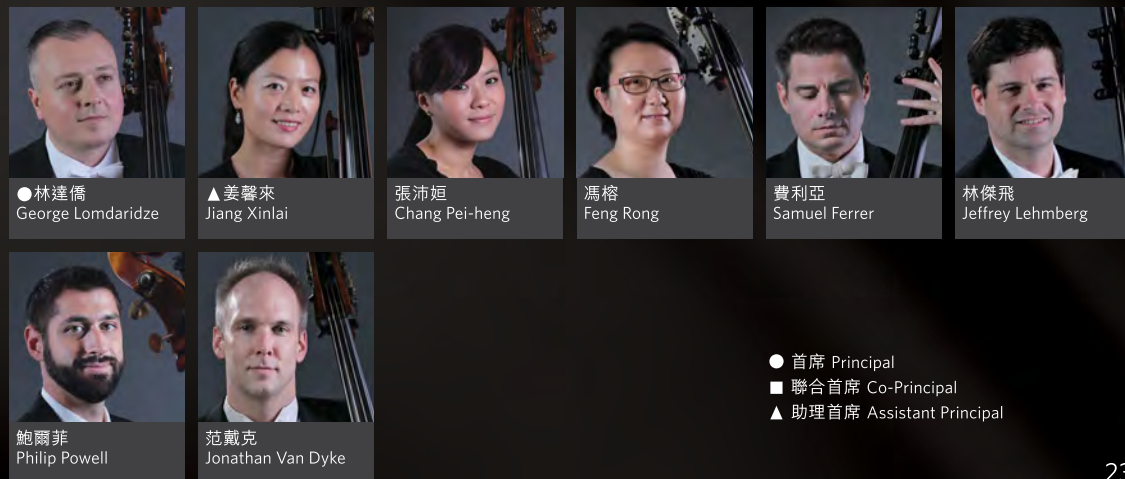 ●林達僑
George Lomdaridze
▲姜馨來
Jiang Xinlai
張沛姮
Chang Pei-heng
馮榕
Feng Rong
費利亞
Samuel Ferrer
林傑飛
Jeffrey Lehmberg
鮑爾菲
Philip Powell
范戴克
Jonathan Van Dyke
● 首席 Principal
■ 聯合首席 Co-Principal
▲ 助理首席 Assistant Principal